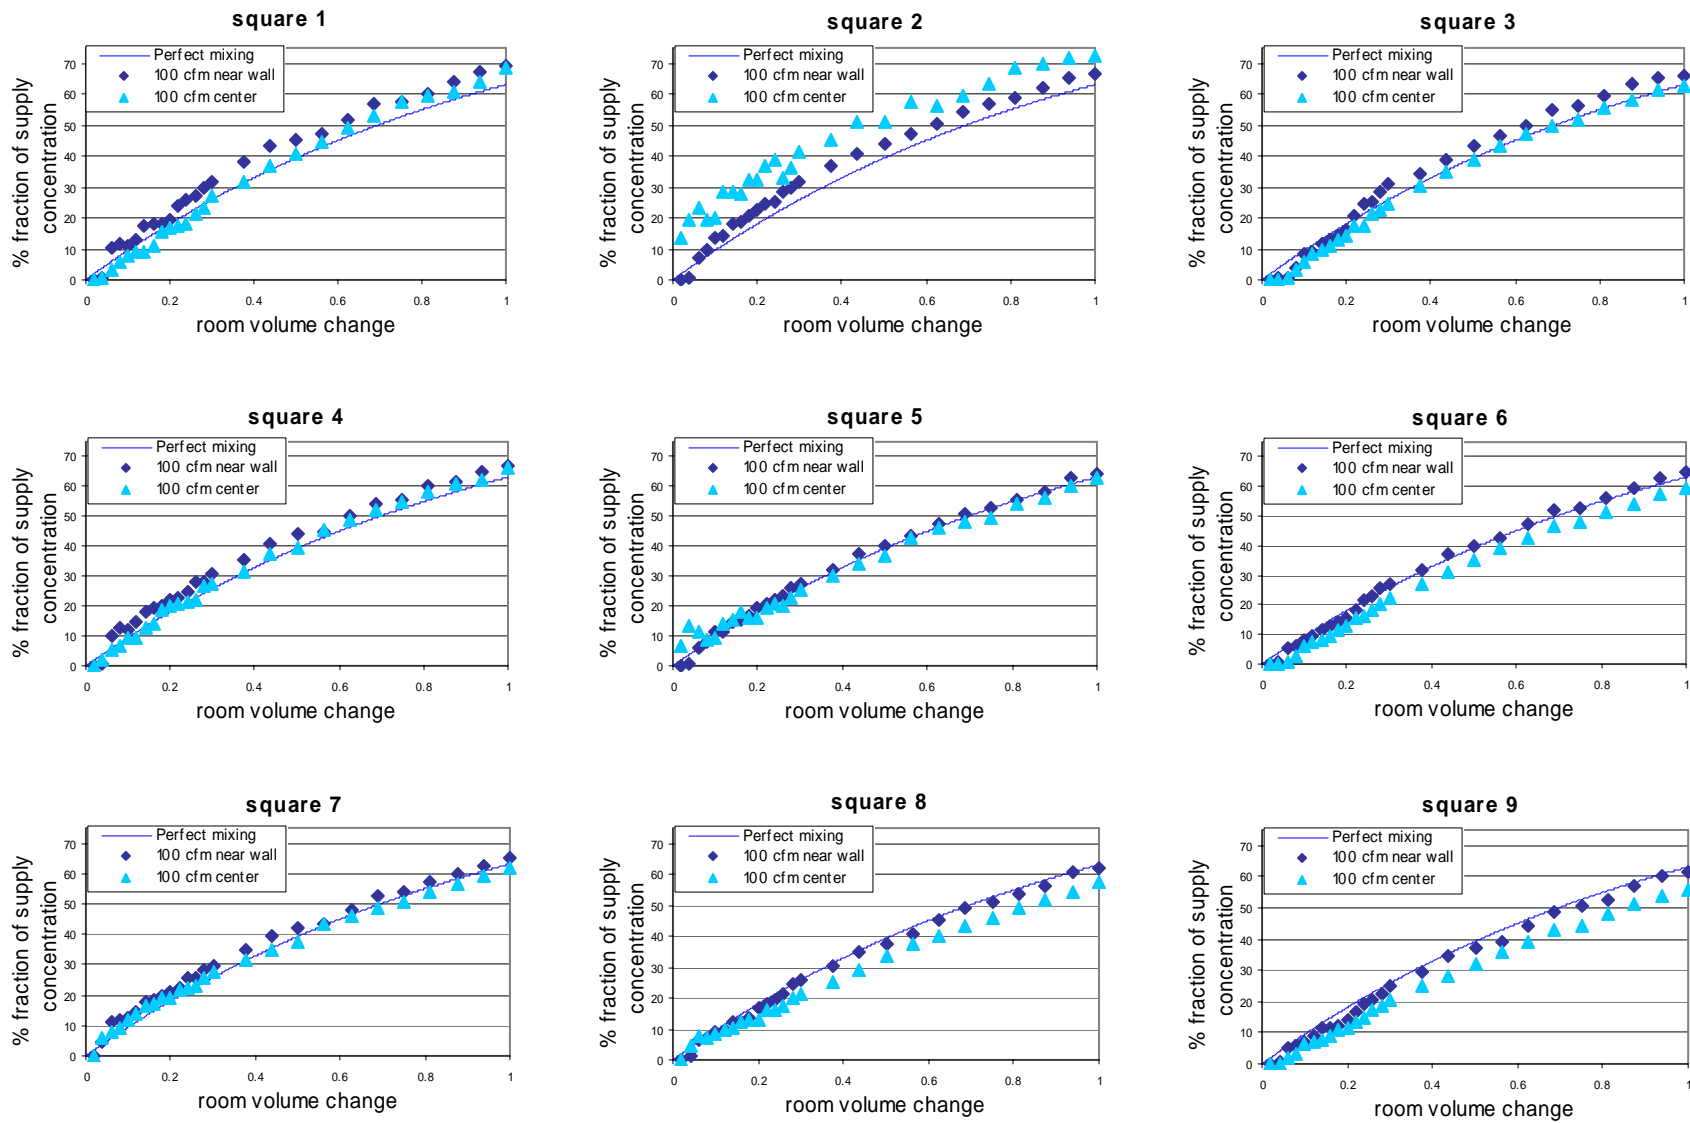 square 1
Perfect mixing
100 cfm near wall
100 cfm center
% fraction of supply
concentration
70
60
50
40
30
20
10
0
0
0.2
0.4
0.6
0.8
1
room volume change
square 2
Perfect mixing
100 cfm near wall
100 cfm center
% fraction of supply
concentration
70
60
50
40
30
20
10
0
0
0.2
0.4
0.6
0.8
1
room volume change
square 3
Perfect mixing
100 cfm near wall
100 cfm center
% fraction of supply
concentration
70
60
50
40
30
20
10
0
0
0.2
0.4
0.6
0.8
1
room volume change
square 4
Perfect mixing
100 cfm near wall
100 cfm center
% fraction of supply
concentration
70
60
50
40
30
20
10
0
0
0.2
0.4
0.6
0.8
1
room volume change
square 5
Perfect mixing
100 cfm near wall
100 cfm center
% fraction of supply
concentration
70
60
50
40
30
20
10
0
0
0.2
0.4
0.6
0.8
1
room volume change
square 6
Perfect mixing
100 cfm near wall
100 cfm center
% fraction of supply
concentration
70
60
50
40
30
20
10
0
0
0.2
0.4
0.6
0.8
1
room volume change
square 7
Perfect mixing
100 cfm near wall
100 cfm center
% fraction of supply
concentration
70
60
50
40
30
20
10
0
0
0.2
0.4
0.6
0.8
1
room volume change
square 8
Perfect mixing
100 cfm near wall
100 cfm center
% fraction of supply
concentration
70
60
50
40
30
20
10
0
0
0.2
0.4
0.6
0.8
1
room volume change
square 9
Perfect mixing
100 cfm near wall
100 cfm center
% fraction of supply
concentration
70
60
50
40
30
20
10
0
0
0.2
0.4
0.6
0.8
1
room volume change